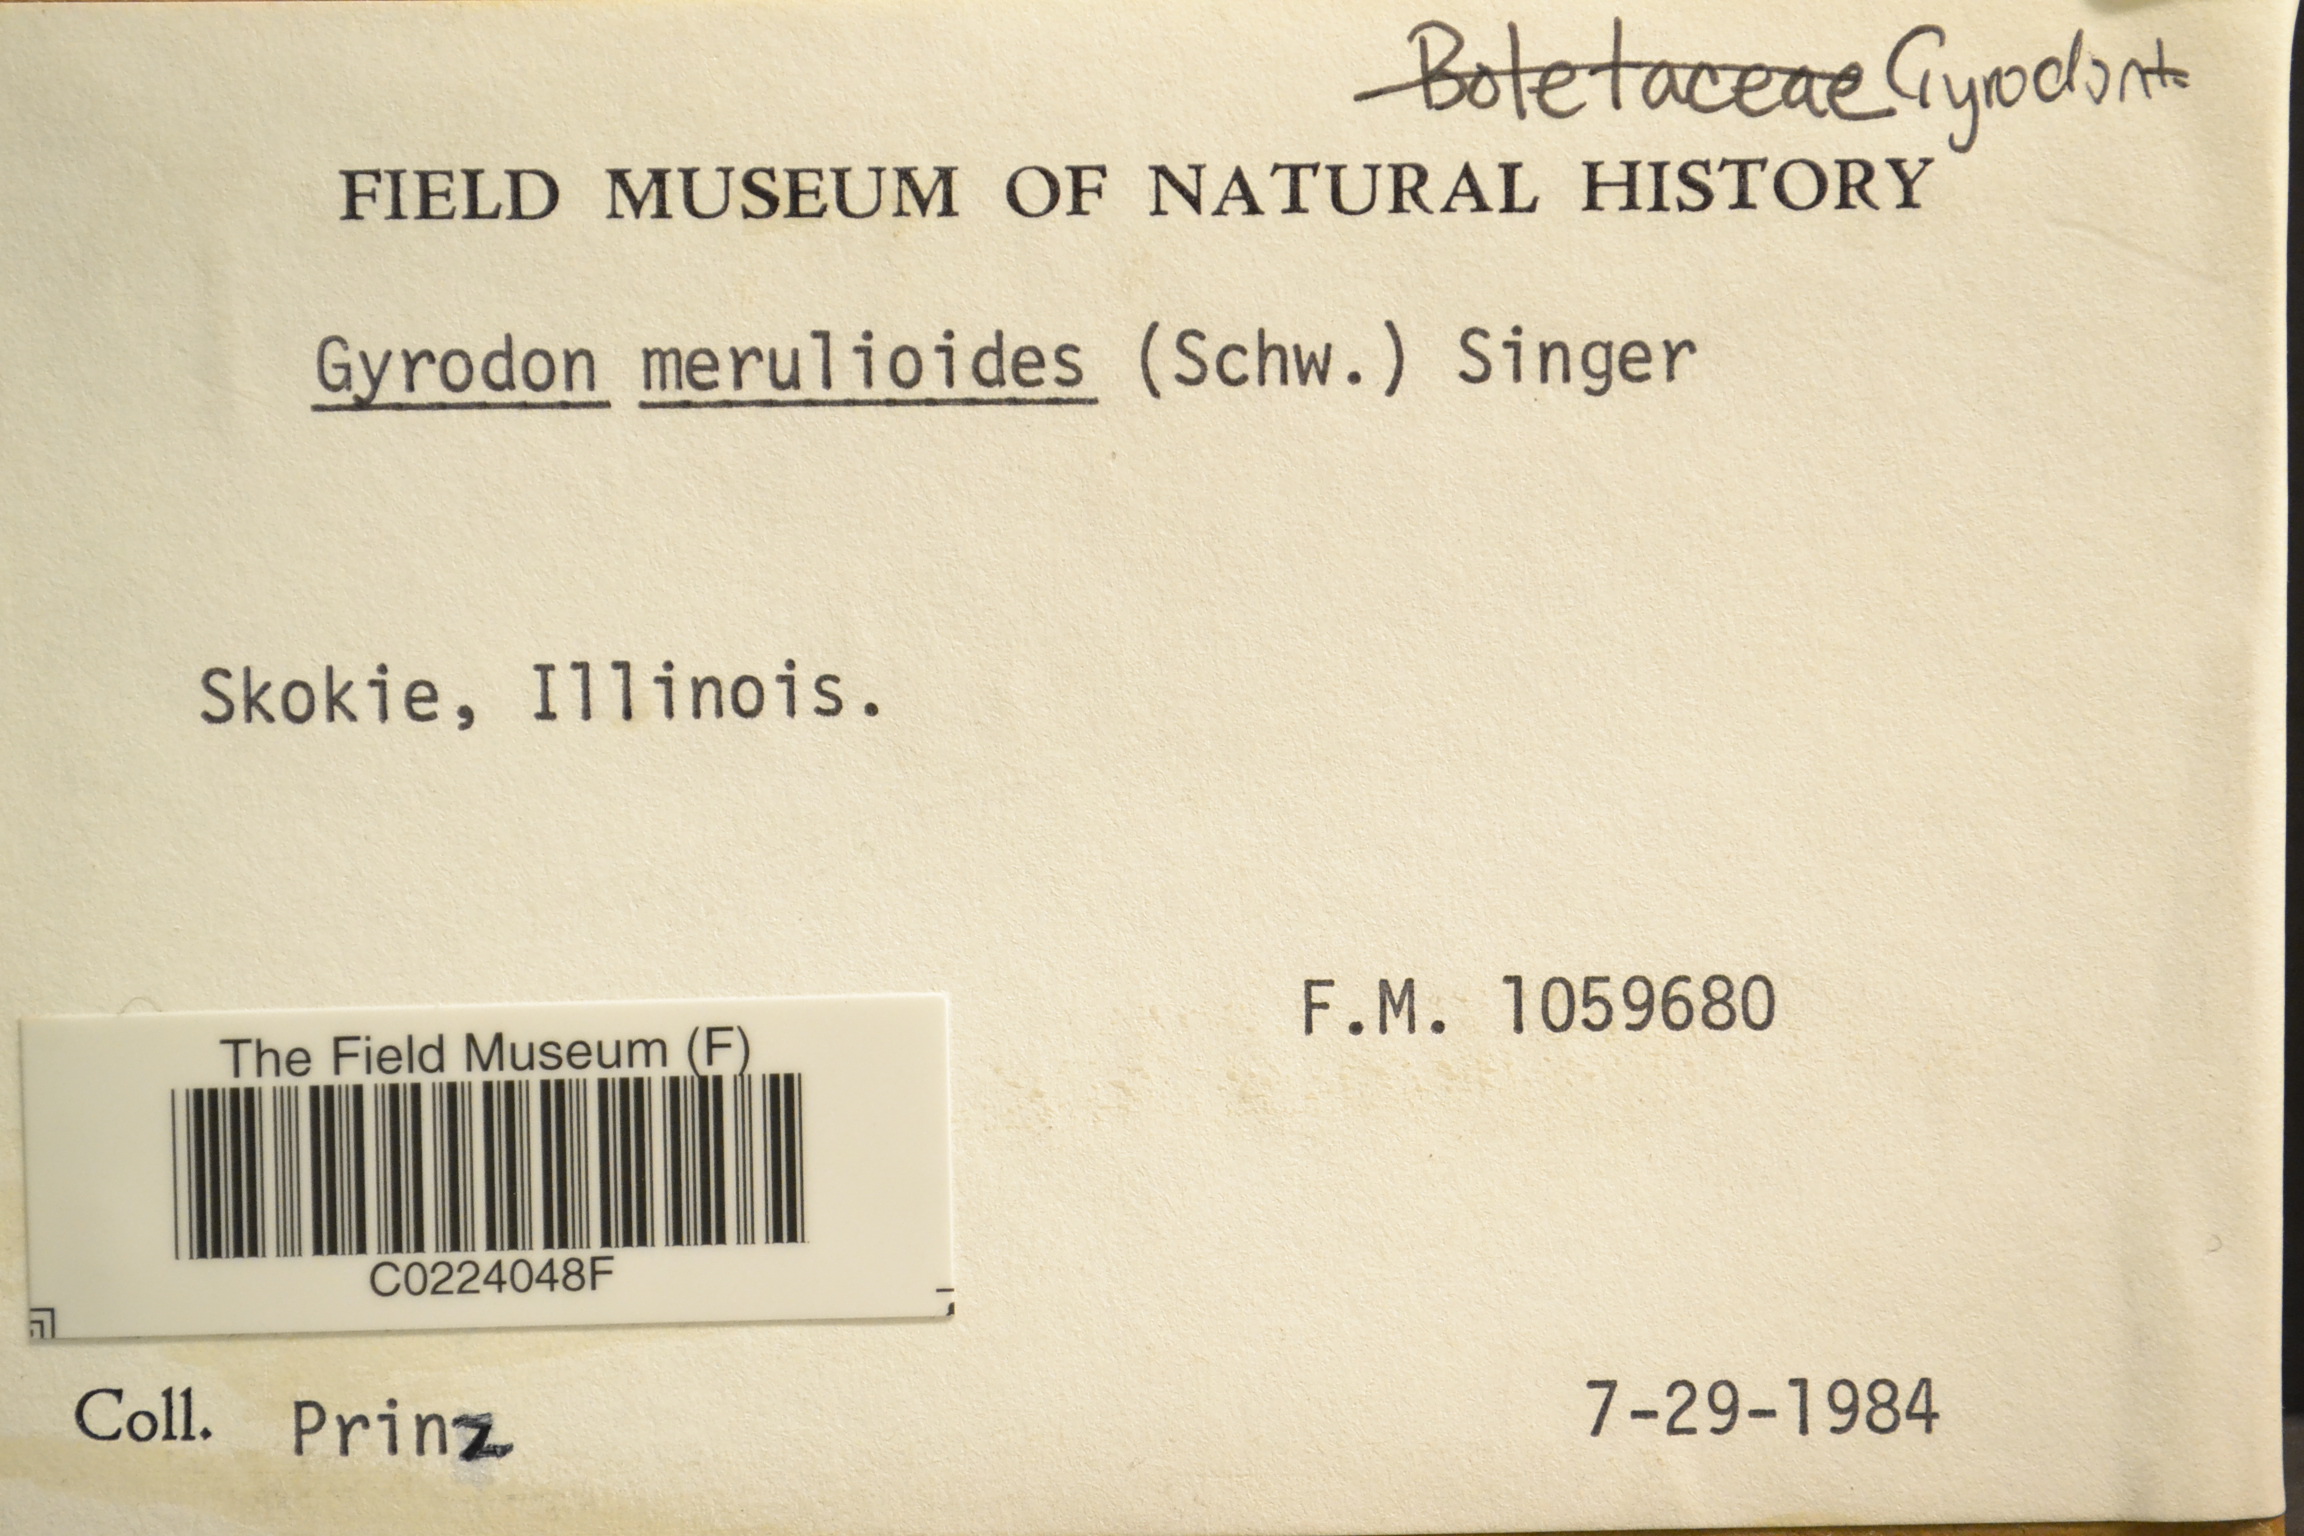 Boletaceae Gyrodont.
FIELD MUSEUM OF NATURAL HISTORY
Gyrodon merulioides (Schw.) Singer
Skokie, Illinois.
F.M. 1059680
The Field Museum (F)
C0224048F
Coll. Prinz
7-29-1984